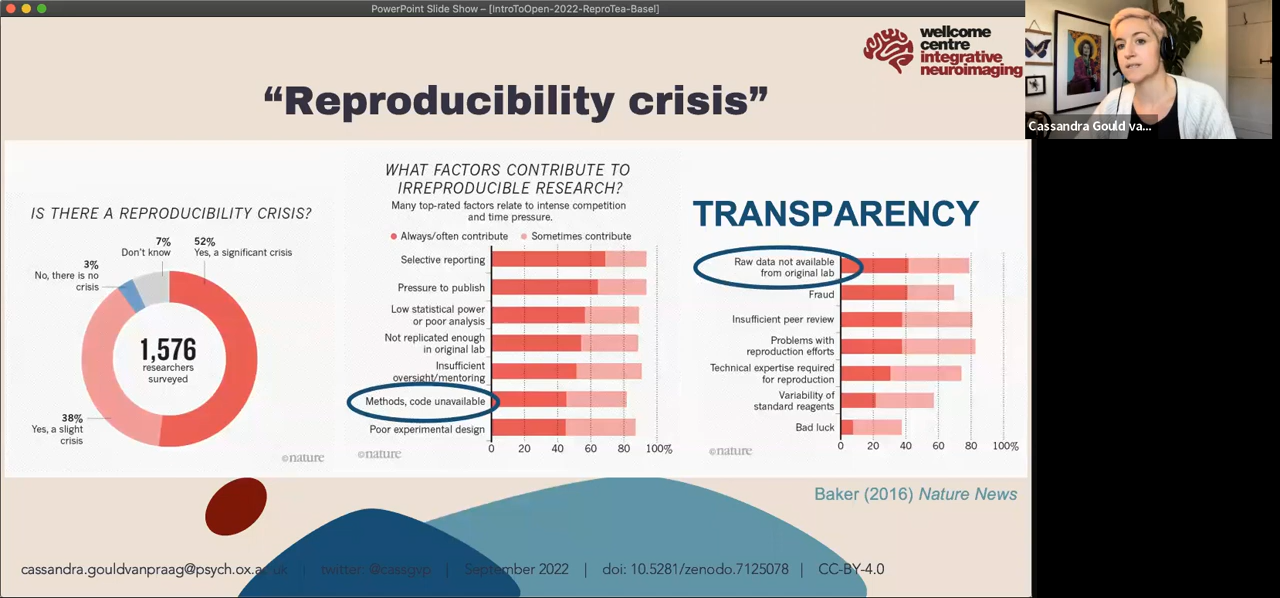 PowerPoint Slide Show – [IntroToOpen-2022-ReproTea-Basel]
wellcome
centre
integrative
neuroimaging
Cassandra Gould va...
“Reproducibility crisis”
IS THERE A REPRODUCIBILITY CRISIS?
7%
Don’t know
52%
Yes, a significant crisis
3%
No, there is no
crisis
1,576
researchers
surveyed
38%
Yes, a slight
crisis
©nature
WHAT FACTORS CONTRIBUTE TO
IRREPRODUCIBLE RESEARCH?
Many top-rated factors relate to intense competition
and time pressure.
Always/often contribute Sometimes contribute
Selective reporting
Pressure to publish
Low statistical power
or poor analysis
Not replicated enough
in original lab
Insufficient
oversight/mentoring
Methods, code unavailable
Poor experimental design
0 20 40 60 80 100%
©nature
TRANSPARENCY
Raw data not available
from original lab
Fraud
Insufficient peer review
Problems with
reproduction efforts
Technical expertise required
for reproduction
Variability of
standard reagents
Bad luck
0 20 40 60 80 100%
©nature
Baker (2016) Nature News
cassandra.gouldvanpraag@psych.ox.ac.uk | twitter: @cassgvp | September 2022 | doi: 10.5281/zenodo.7125078 | CC-BY-4.0